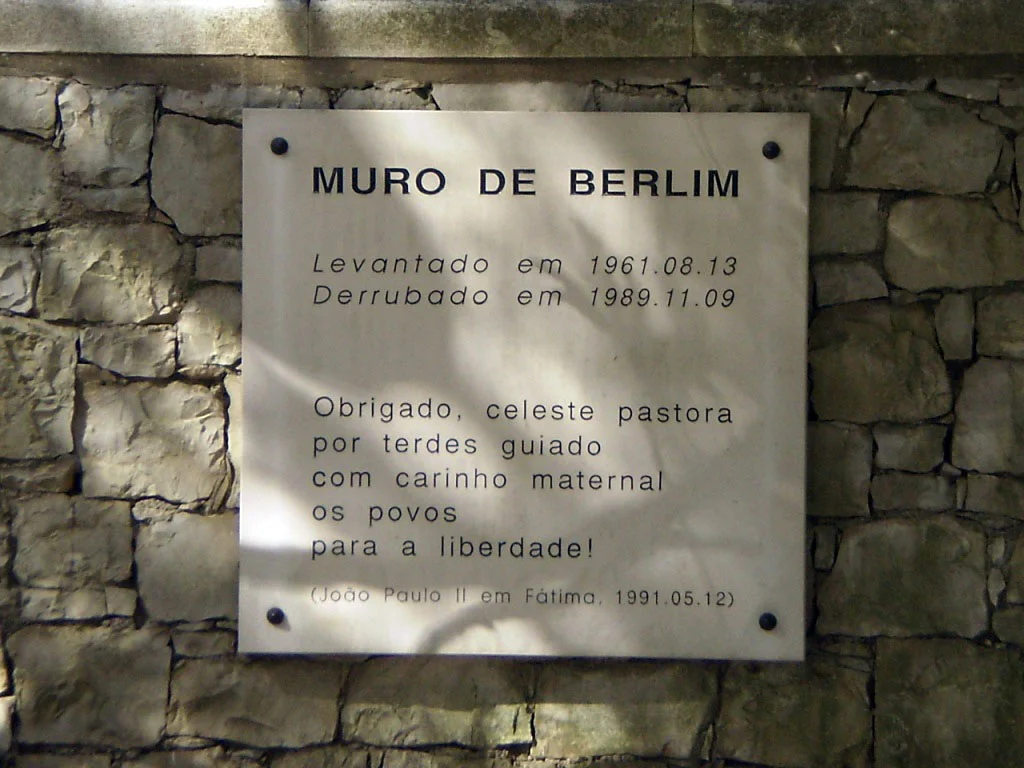 MURO DE BERLIM
Levantado em 1961.08.13
Derrubado em 1989.11.09
Obrigado, celeste pastora
por terdes guiado
com carinho maternal
os povos
para a liberdade!
(João Paulo II em Fátima, 1991.05.12)